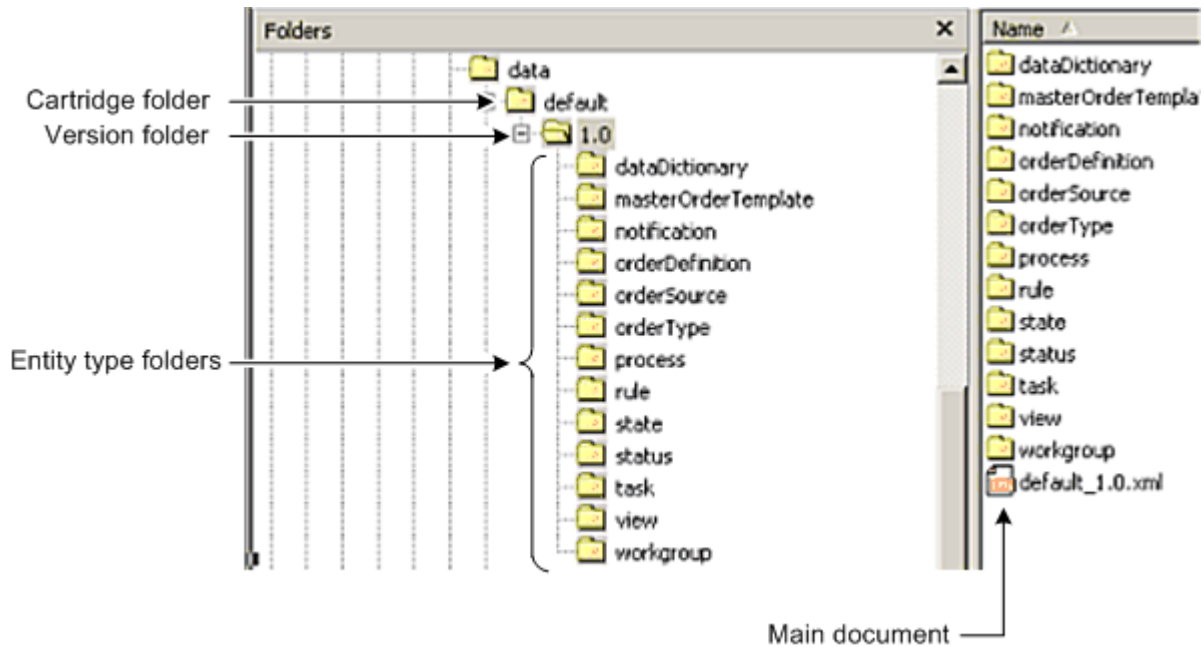 Folders
data
Cartridge folder
default
Version folder
1.0
dataDictionary
masterOrderTemplate
notification
orderDefinition
orderSource
orderType
Entity type folders
process
rule
state
status
task
view
workgroup
Name
dataDictionary
masterOrderTempla
notification
orderDefinition
orderSource
orderType
process
rule
state
status
task
view
workgroup
default_1.0.xml
Main document